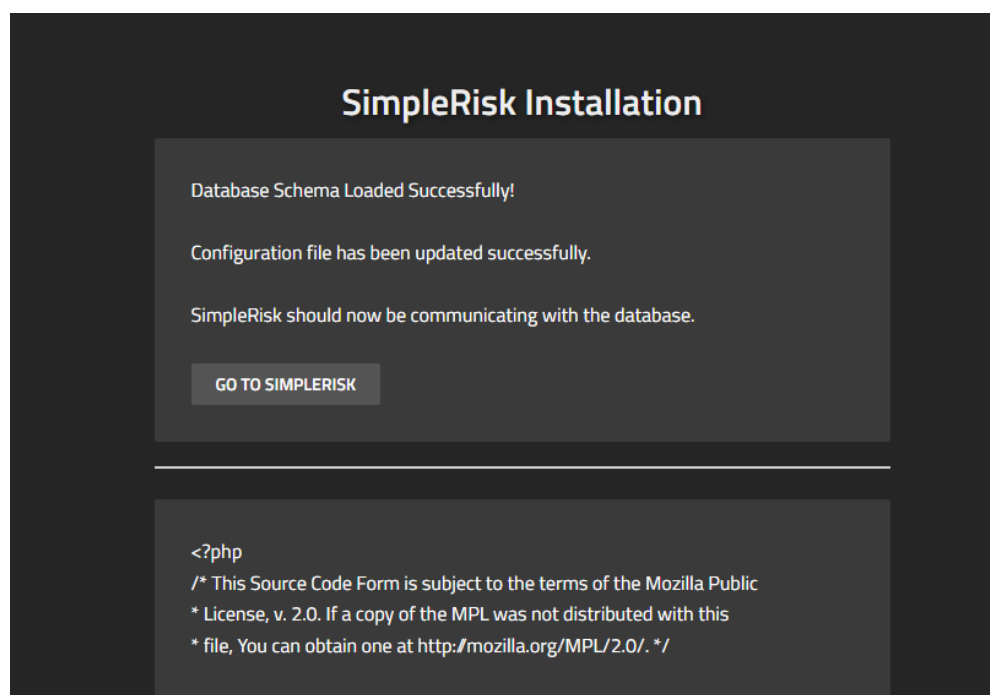 SimpleRisk Installation
Database Schema Loaded Successfully!
Configuration file has been updated successfully.
SimpleRisk should now be communicating with the database.
GO TO SIMPLERISK
<?php
/* This Source Code Form is subject to the terms of the Mozilla Public
* License, v. 2.0. If a copy of the MPL was not distributed with this
* file, You can obtain one at http://mozilla.org/MPL/2.0/. */